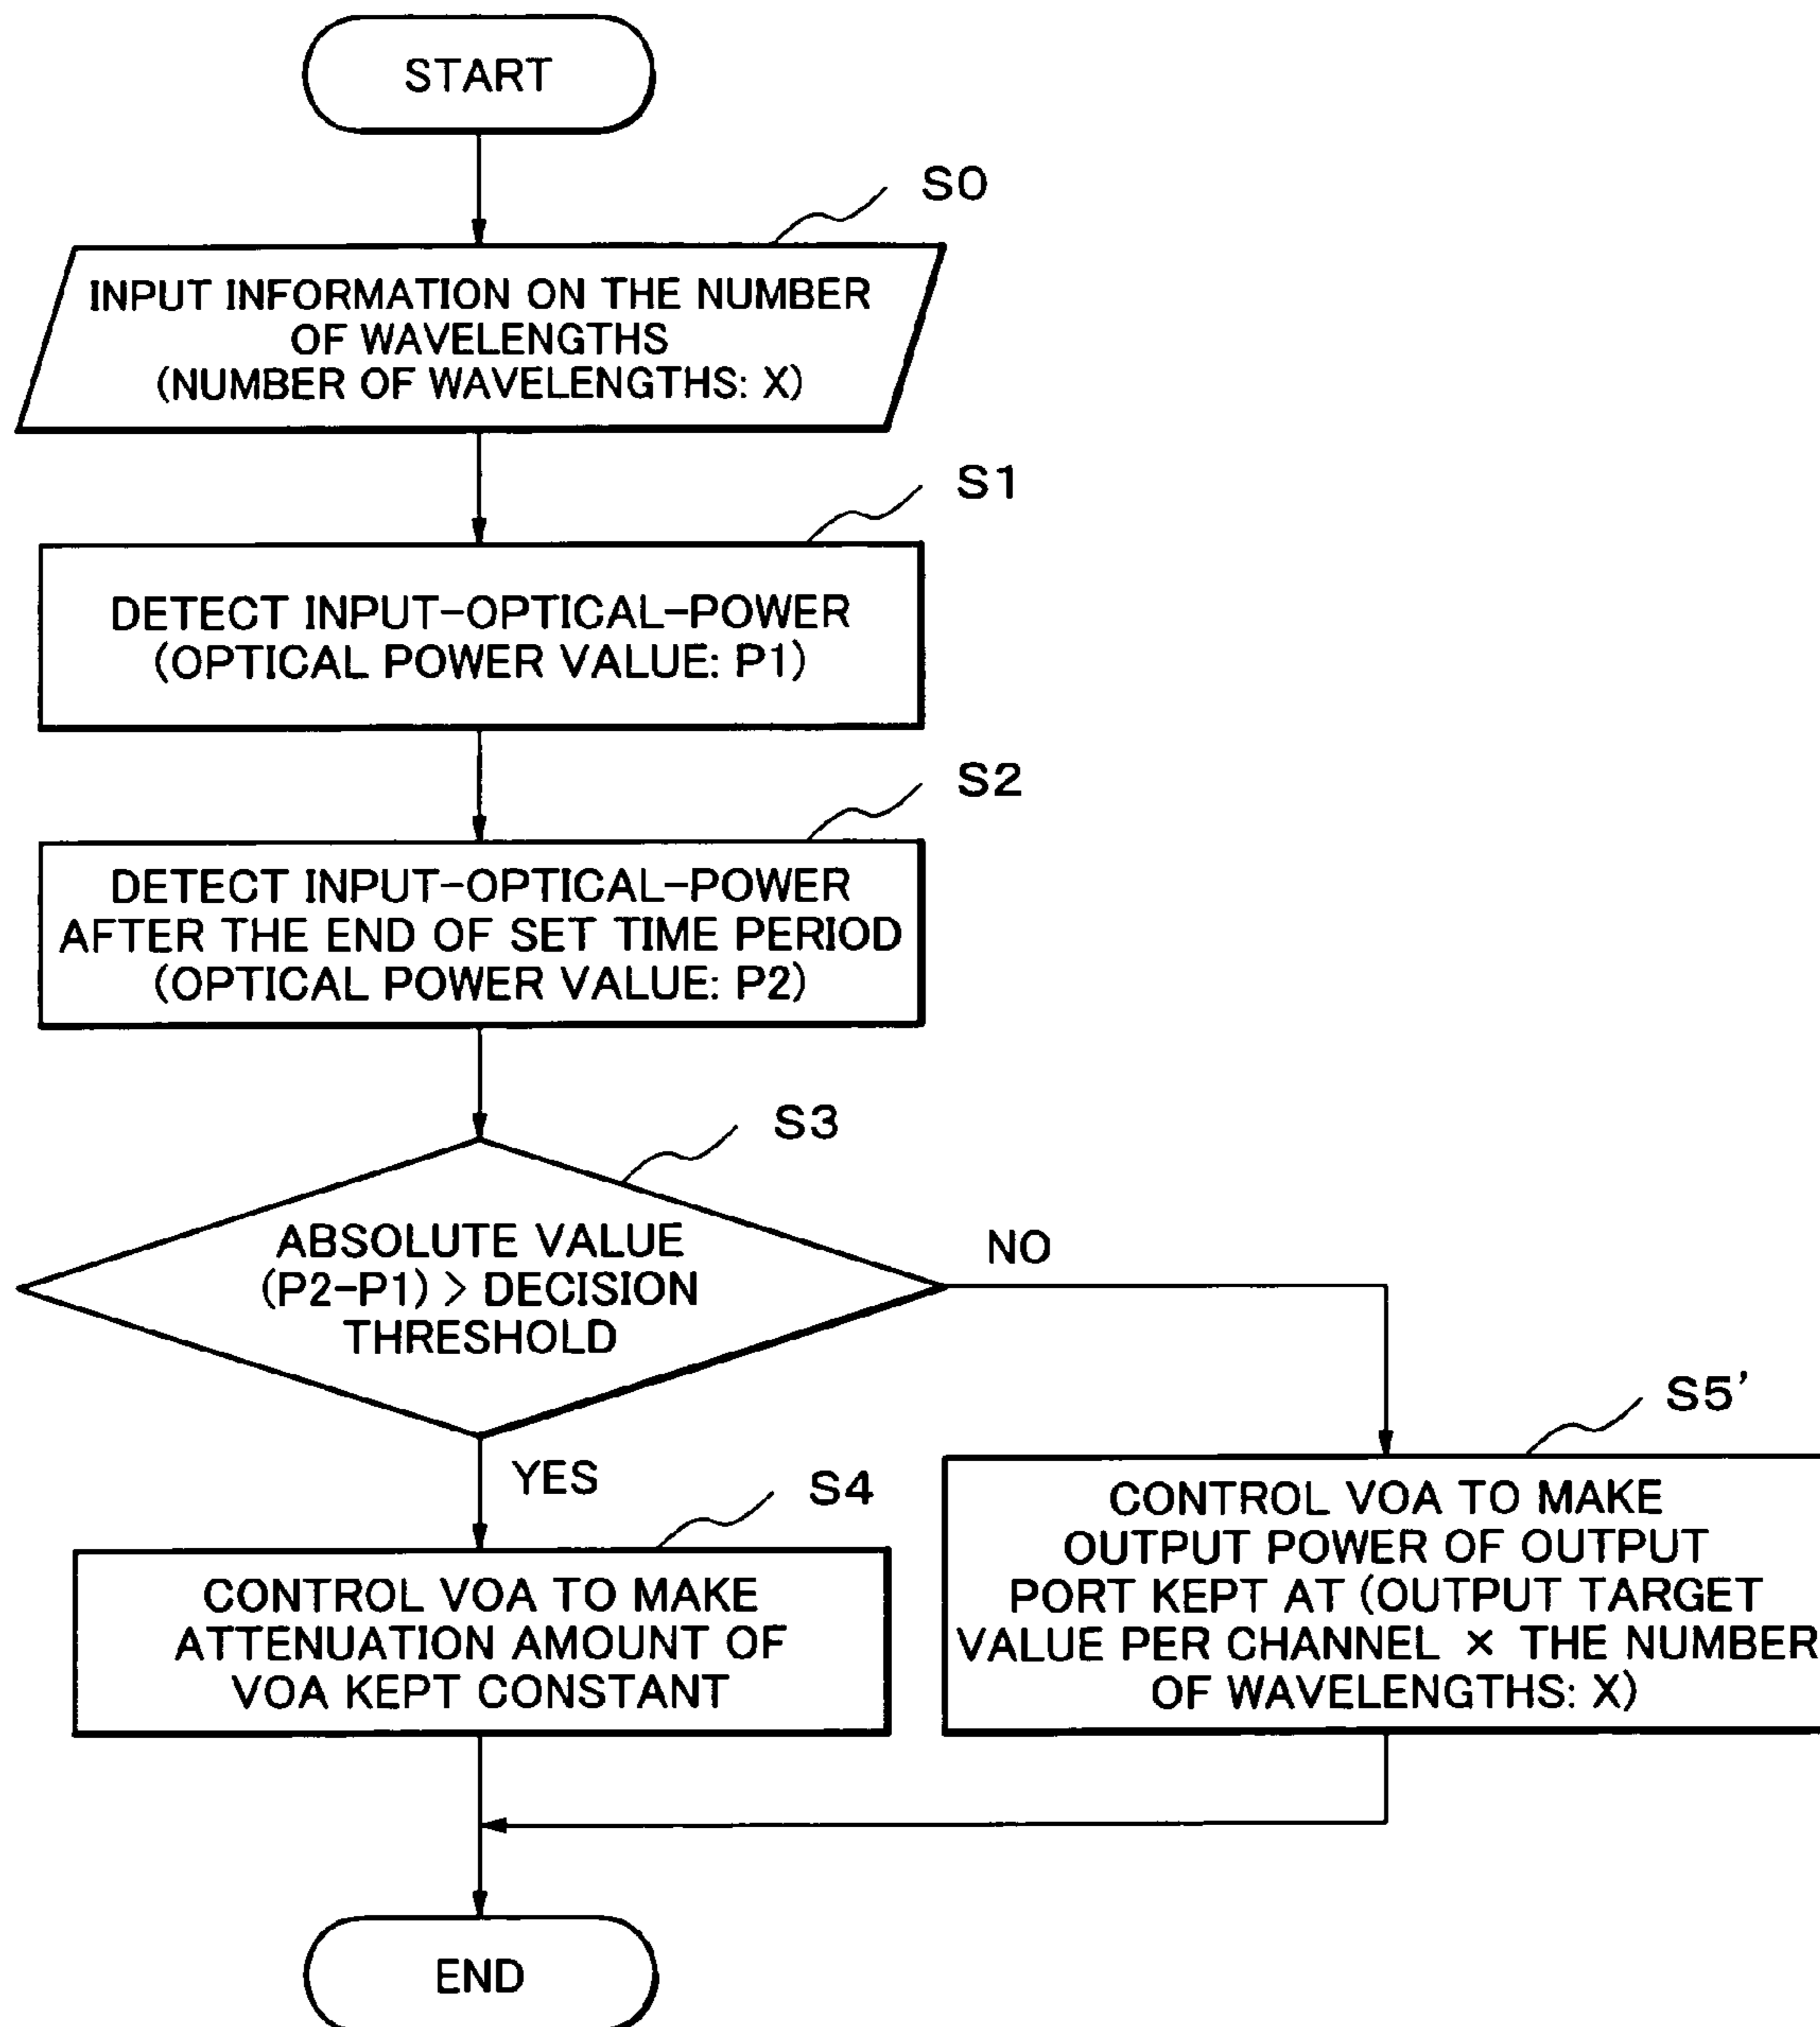 START
S0
INPUT INFORMATION ON THE NUMBER
OF WAVELENGTHS
(NUMBER OF WAVELENGTHS: X)
S1
DETECT INPUT-OPTICAL-POWER
(OPTICAL POWER VALUE: P1)
S2
DETECT INPUT-OPTICAL-POWER
AFTER THE END OF SET TIME PERIOD
(OPTICAL POWER VALUE: P2)
S3
ABSOLUTE VALUE
(P2-P1) > DECISION
THRESHOLD
NO
YES
S4
CONTROL VOA TO MAKE
ATTENUATION AMOUNT OF
VOA KEPT CONSTANT
S5'
CONTROL VOA TO MAKE
OUTPUT POWER OF OUTPUT
PORT KEPT AT (OUTPUT TARGET
VALUE PER CHANNEL × THE NUMBER
OF WAVELENGTHS: X)
END